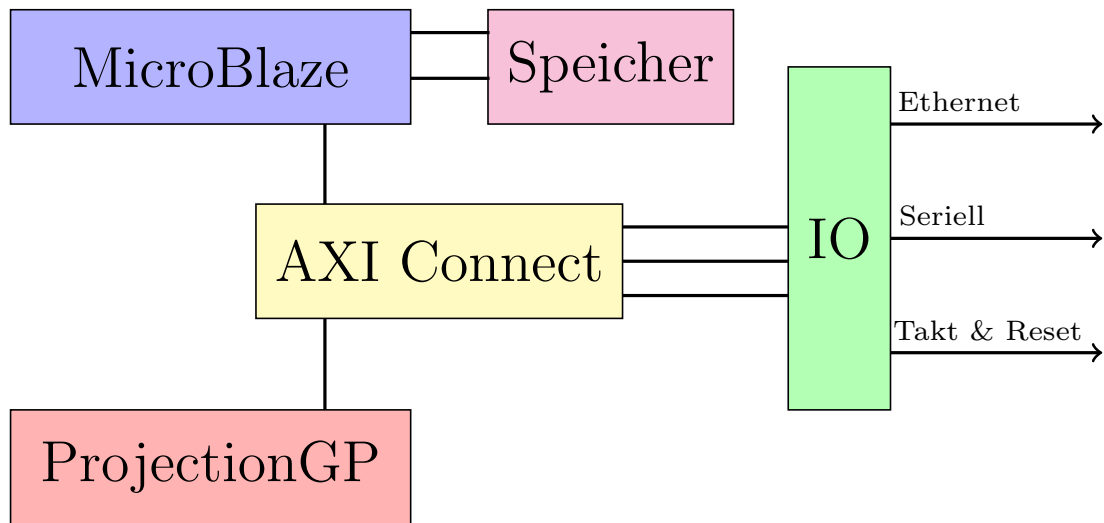 MicroBlaze
Speicher
Ethernet
Seriell
IO
AXI Connect
Takt & Reset
ProjectionGP